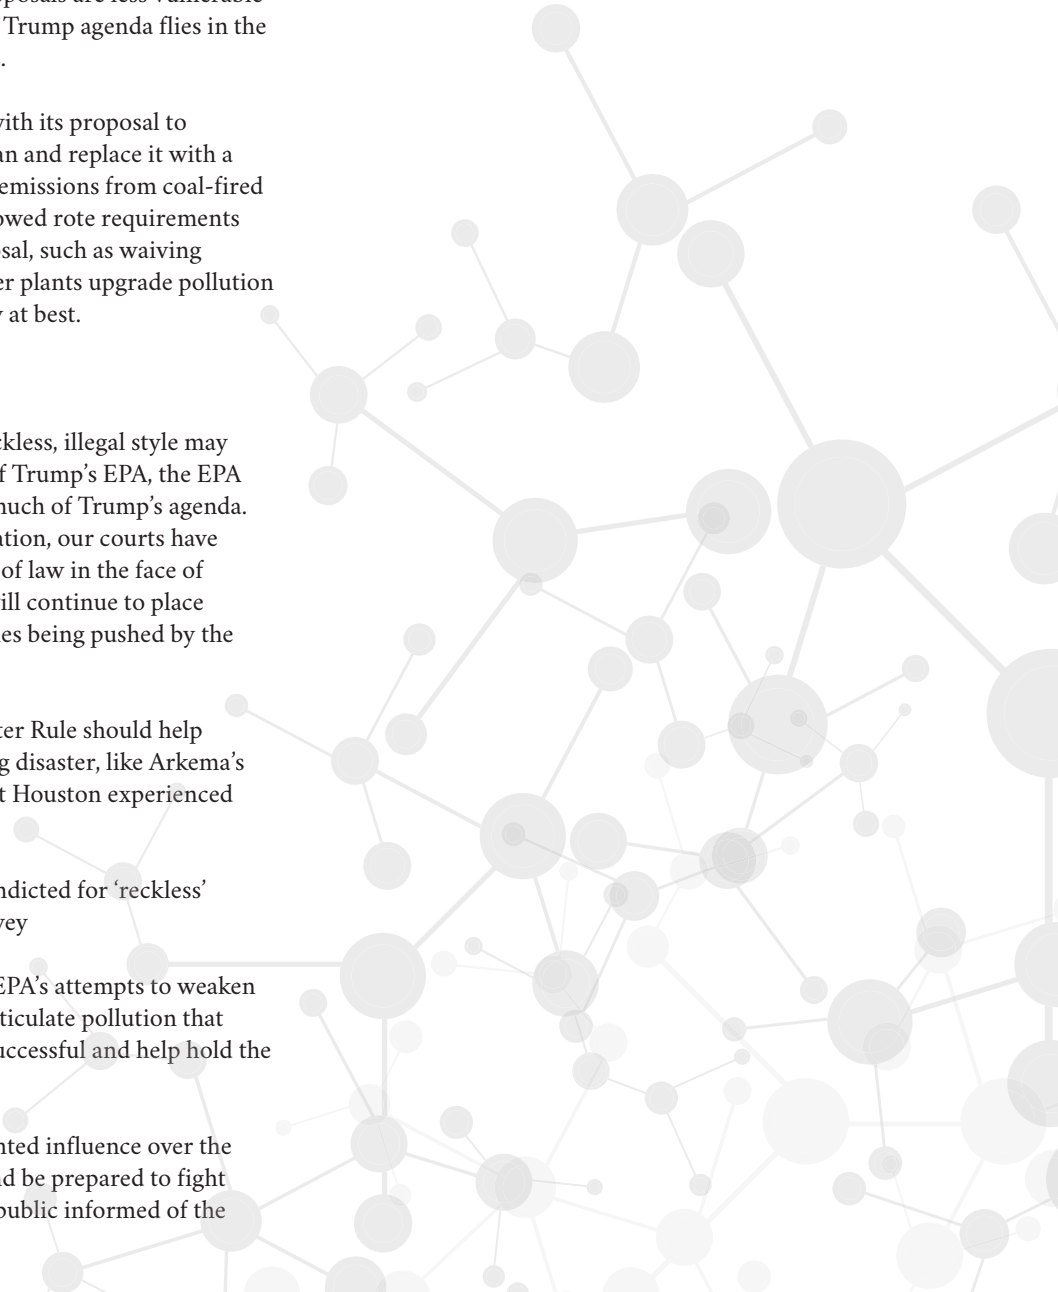 Trump agenda flies in the
.
with its proposal to
an and replace it with a
emissions from coal-fired
owed rote requirements
sal, such as waiving
er plants upgrade pollution
at best.
ckless, illegal style may
f Trump’s EPA, the EPA
much of Trump’s agenda.
ation, our courts have
of law in the face of
ill continue to place
es being pushed by the
ter Rule should help
g disaster, like Arkema’s
t Houston experienced
ndicted for ‘reckless’
vey
EPA’s attempts to weaken
ticulate pollution that
uccessful and help hold the
nted influence over the
d be prepared to fight
public informed of the